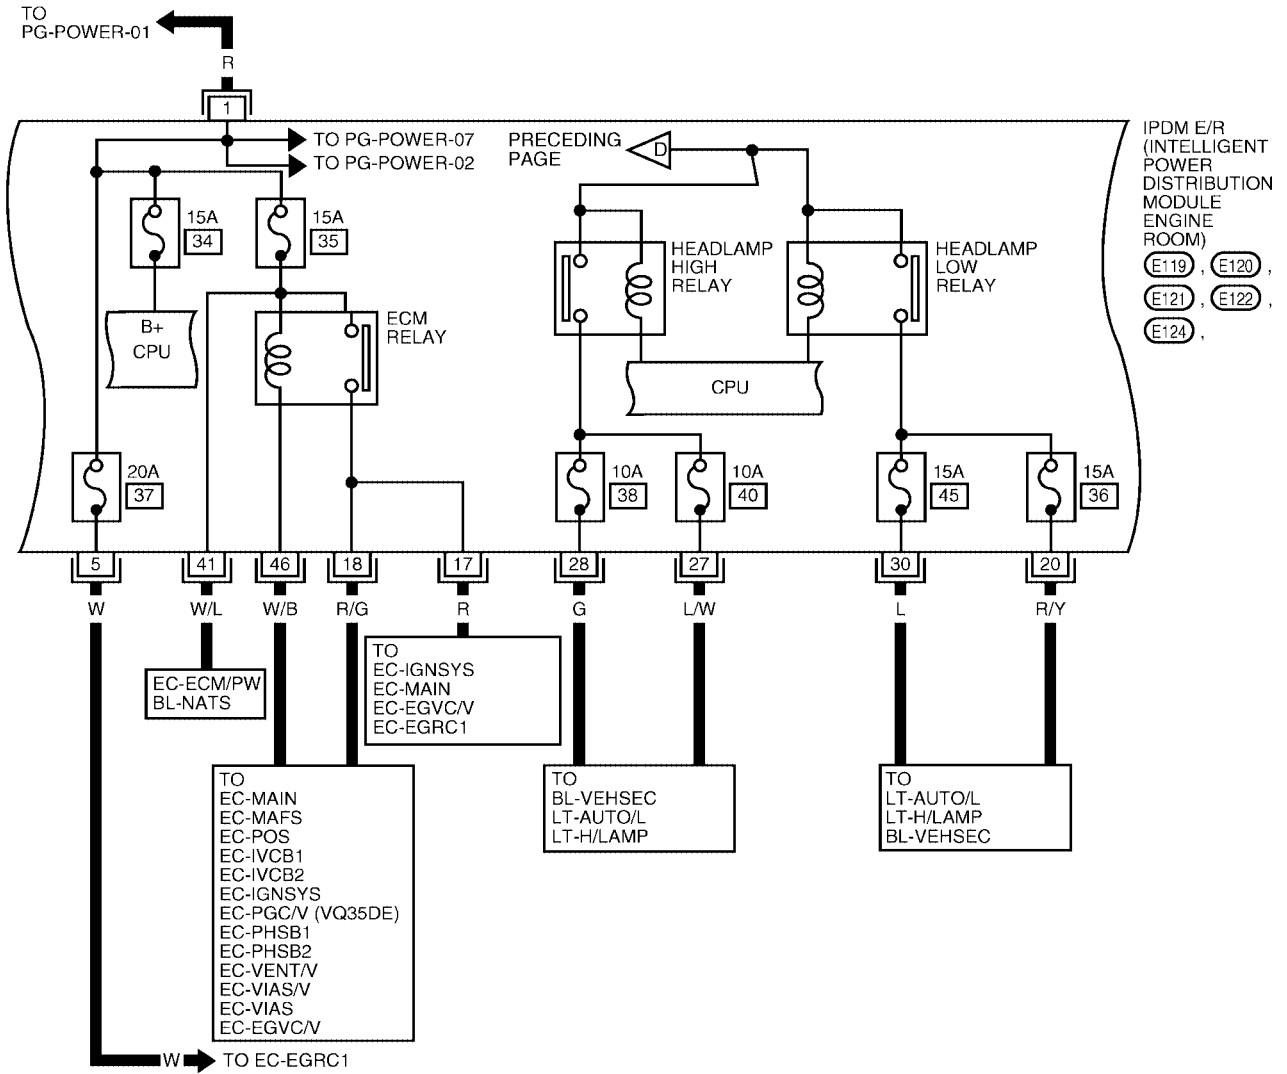 TO
PG-POWER-01
R
1
TO PG-POWER-07
TO PG-POWER-02
PRECEDING
PAGE
D
IPDM E/R
(INTELLIGENT
POWER
DISTRIBUTION
MODULE
ENGINE
ROOM)
E119 , E120 ,
E121 , E122 ,
E124 ,
15A
34
15A
35
HEADLAMP
HIGH
RELAY
HEADLAMP
LOW
RELAY
B+
CPU
ECM
RELAY
CPU
20A
37
10A
38
10A
40
15A
45
15A
36
5 41 46 18 17 28 27 30 20
W W/L W/B R/G R G L/W L R/Y
EC-ECM/PW
BL-NATS
TO
EC-IGNSYS
EC-MAIN
EC-EGVC/V
EC-EGRC1
TO
EC-MAIN
EC-MAFS
EC-POS
EC-IVCB1
EC-IVCB2
EC-IGNSYS
EC-PGC/V (VQ35DE)
EC-PHSB1
EC-PHSB2
EC-VENT/V
EC-VIAS/V
EC-VIAS
EC-EGVC/V
TO
BL-VEHSEC
LT-AUTO/L
LT-H/LAMP
TO
LT-AUTO/L
LT-H/LAMP
BL-VEHSEC
W
TO EC-EGRC1